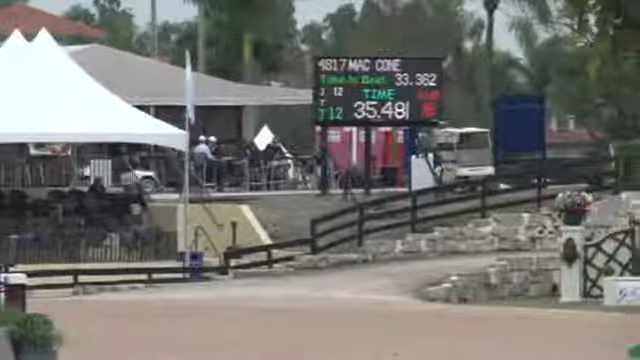 4817 MAC CONE
Time to Beat 33.362
J 12 TIME
T
J 12 35.481